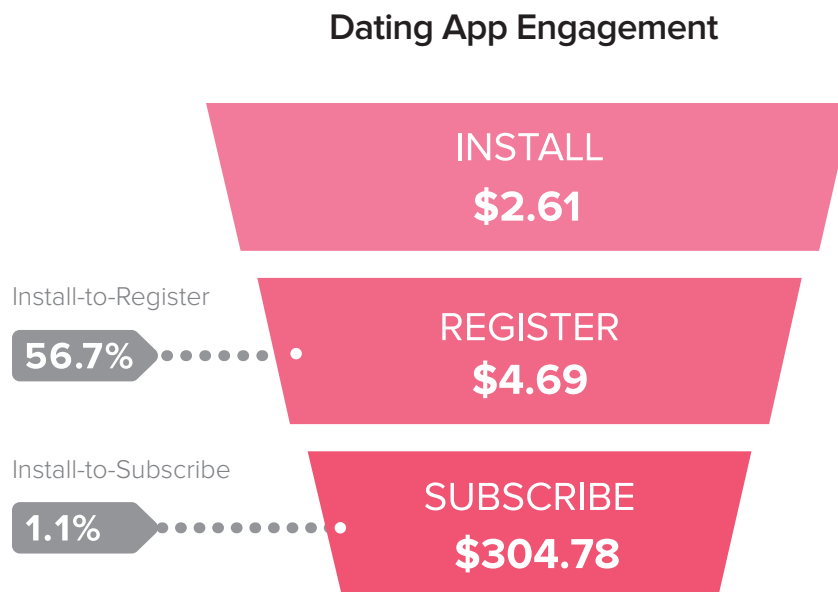 Dating App Engagement
INSTALL
$2.61
Install-to-Register
56.7%
REGISTER
$4.69
Install-to-Subscribe
1.1%
SUBSCRIBE
$304.78